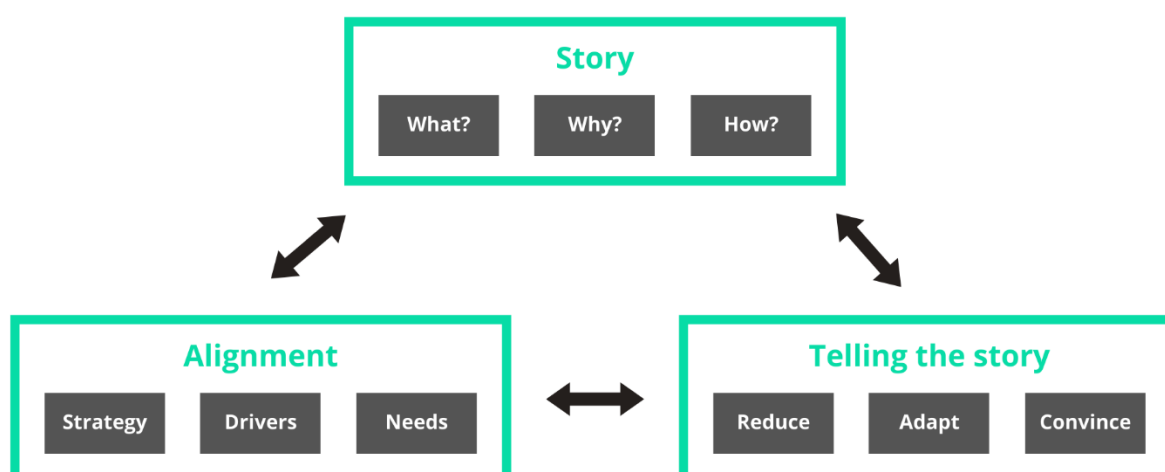 Story
What? Why? How?
Alignment
Strategy Drivers Needs
Telling the story
Reduce Adapt Convince